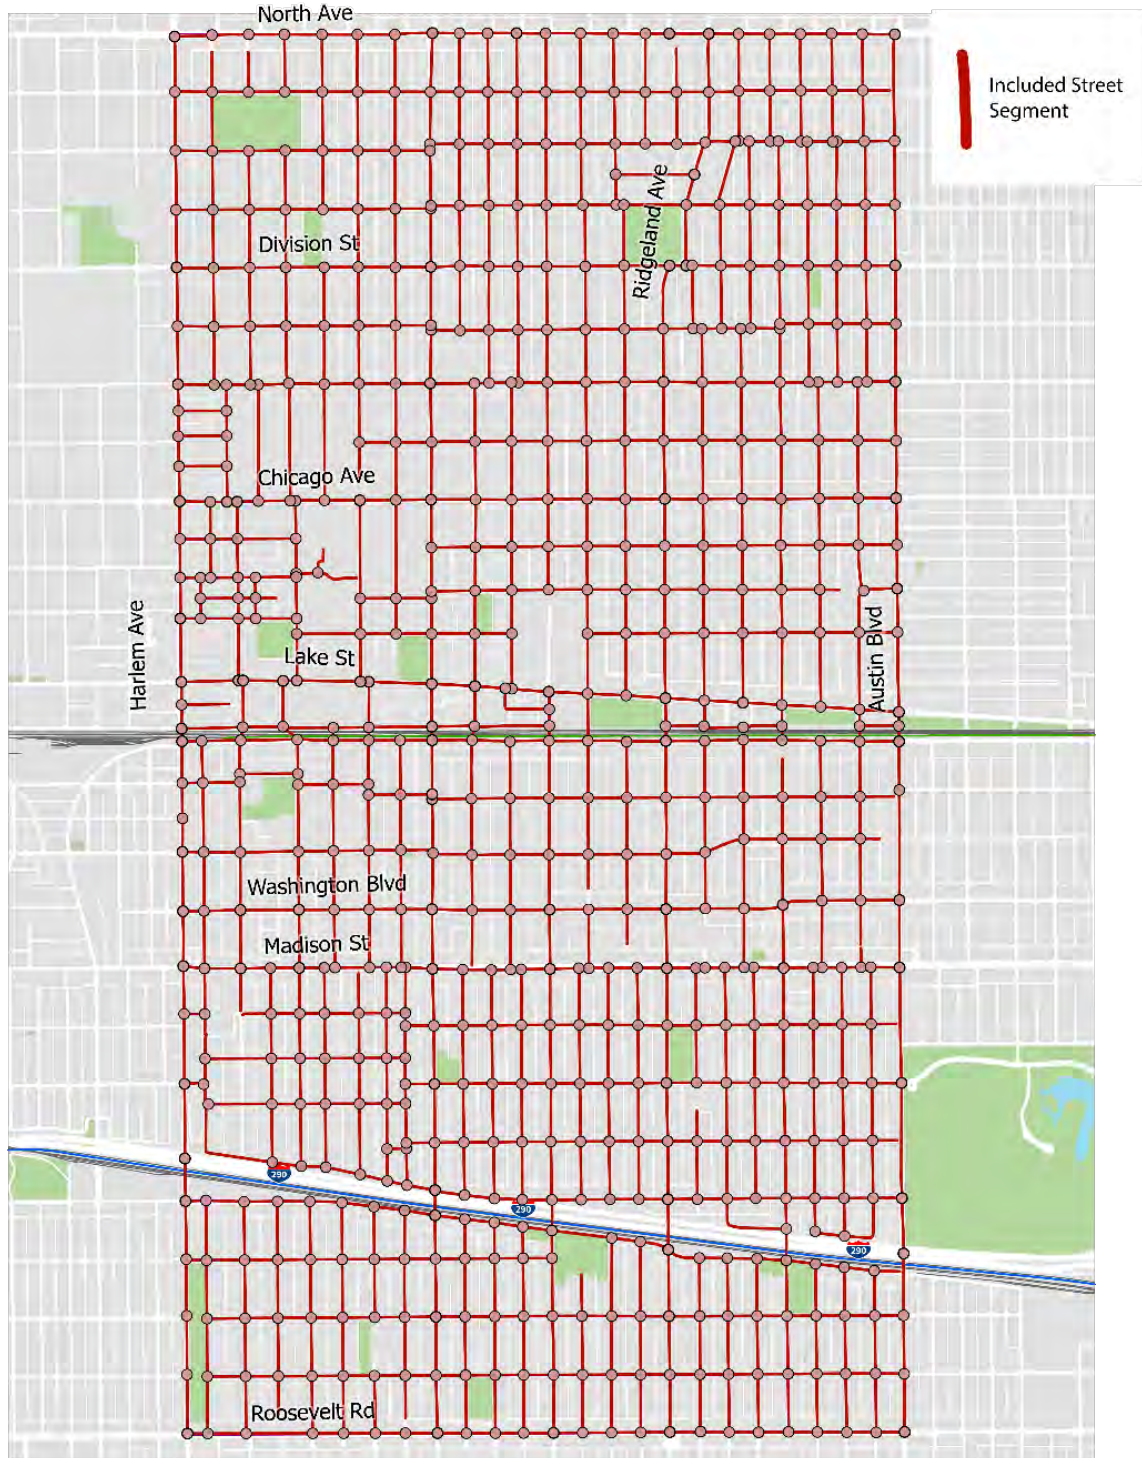 North Ave
Included Street
Segment
Ridgeland Ave
Division St
Chicago Ave
Harlem Ave
Austin Blvd
Lake St
Washington Blvd
Madison St
290
290
290
Roosevelt Rd